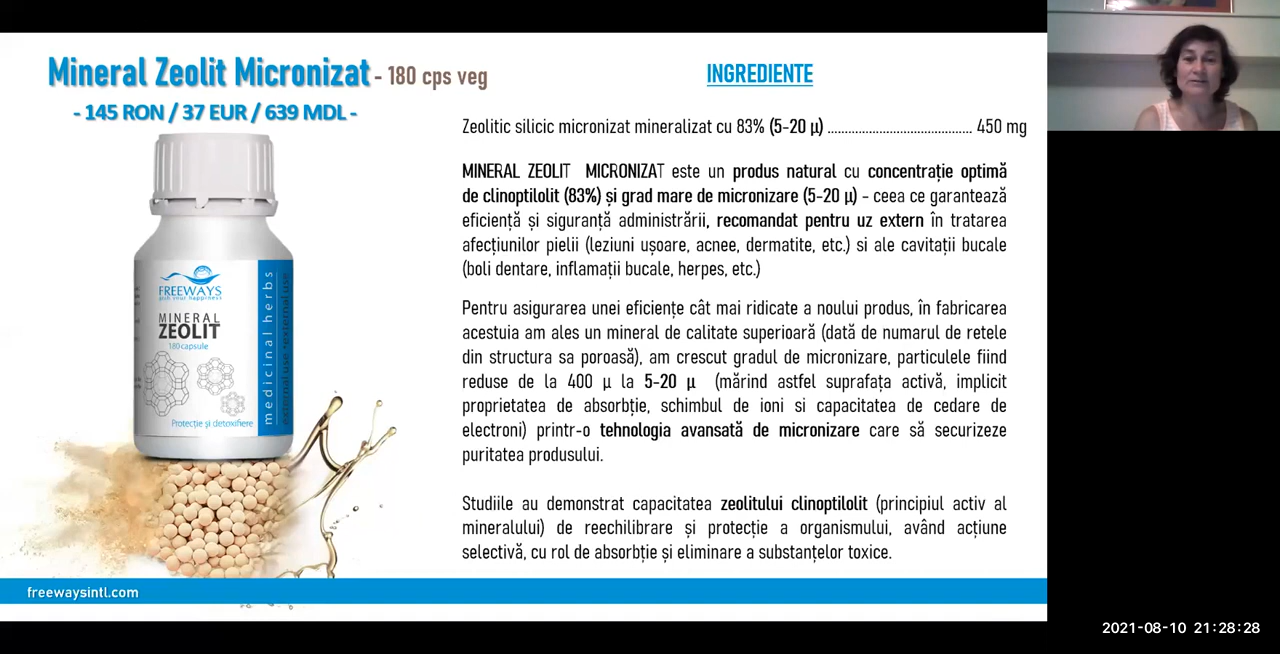 Mineral Zeolit Micronizat - 180 cps veg
- 145 RON / 37 EUR / 639 MDL -
FREEWAYS
MINERAL
ZEOLIT
180 capsule
Protecție și detoxifiere
medicinal herbs
INGREDIENTE
Zeolitic silicic micronizat mineralizat cu 83% (5-20 µ) .......................................... 450 mg
MINERAL ZEOLIT MICRONIZAT este un produs natural cu concentrație optimă
de clinoptilolit (83%) și grad mare de micronizare (5-20 µ) - ceea ce garantează
eficiență și siguranță administrării, recomandat pentru uz extern în tratarea
afecțiunilor pielii (leziuni ușoare, acnee, dermatite, etc.) si ale cavitații bucale
(boli dentare, inflamații bucale, herpes, etc.)
Pentru asigurarea unei eficiențe cât mai ridicate a noului produs, în fabricarea
acestuia am ales un mineral de calitate superioară (dată de numarul de retele
din structura sa poroasă), am crescut gradul de micronizare, particulele fiind
reduse de la 400 µ la 5-20 µ (mărind astfel suprafața activă, implicit
proprietatea de absorbție, schimbul de ioni si capacitatea de cedare de
electroni) printr-o tehnologia avansată de micronizare care să securizeze
puritatea produsului.
Studiile au demonstrat capacitatea zeolitului clinoptilolit (principiul activ al
mineralului) de reechilibrare și protecție a organismului, având acțiune
selectivă, cu rol de absorbție și eliminare a substanțelor toxice.
freewaysintl.com
2021-08-10 21:28:28